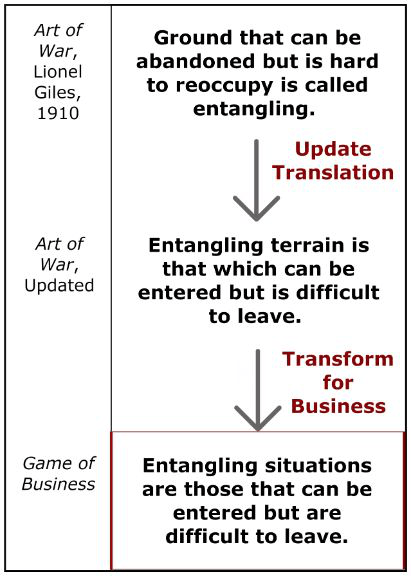 Art of
War,
Lionel
Giles,
1910
Ground that can be
abandoned but is hard
to reoccupy is called
entangling.
Update
Translation
Art of
War,
Updated
Entangling terrain is
that which can be
entered but is difficult
to leave.
Transform
for
Business
Game of
Business
Entangling situations
are those that can be
entered but are
difficult to leave.